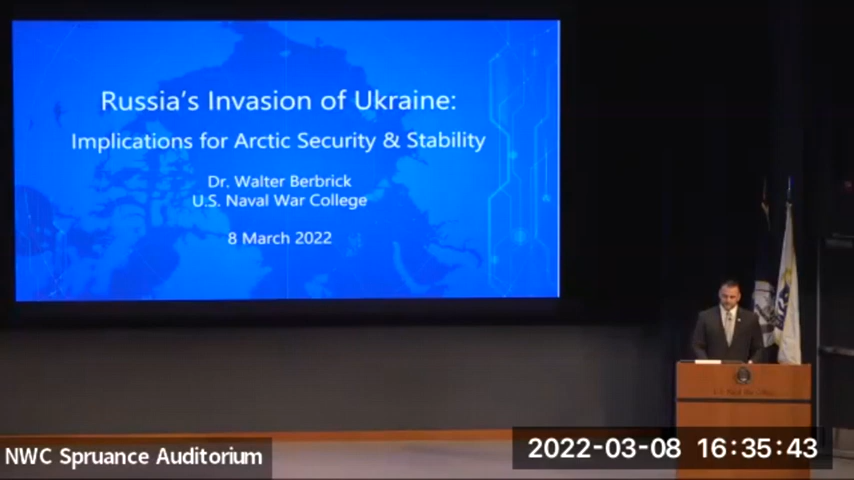 Russia's Invasion of Ukraine:
Implications for Arctic Security & Stability
Dr. Walter Berbrick
U.S. Naval War College
8 March 2022
NWC Spruance Auditorium
2022-03-08 16:35:43